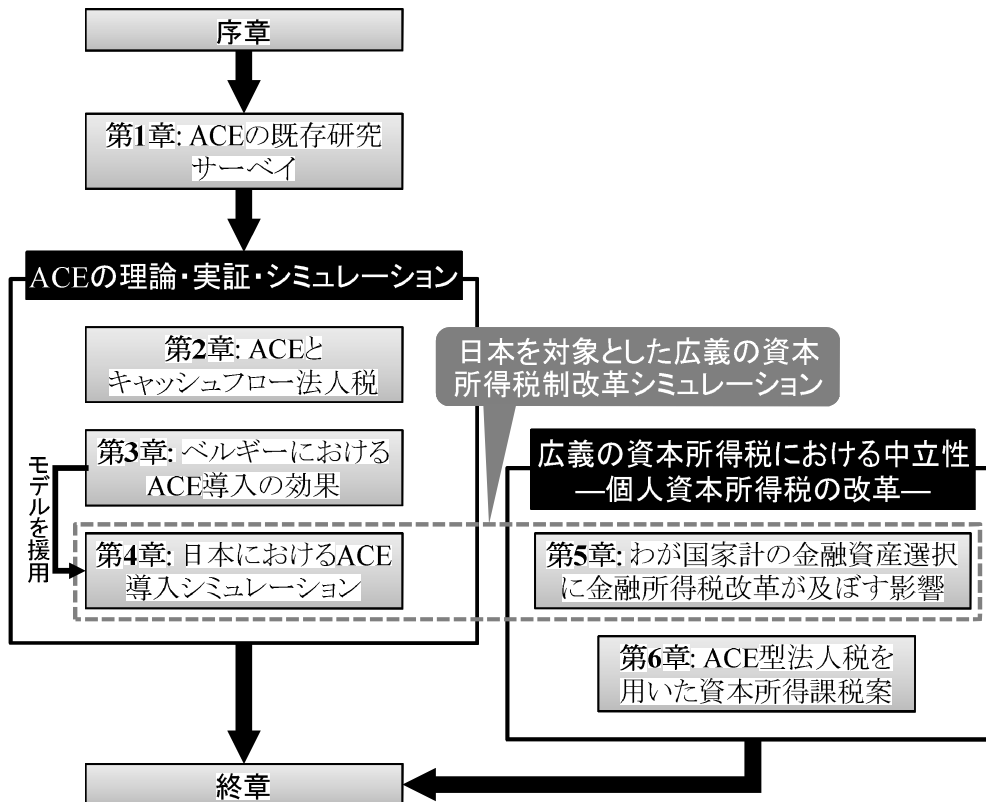 序章
第1章: ACEの既存研究
サーベイ
ACEの理論・実証・シミュレーション
第2章: ACEと
キャッシュフロー法人税
第3章: ベルギーにおける
ACE導入の効果
モデルを援用
第4章: 日本におけるACE
導入シミュレーション
日本を対象とした広義の資本
所得税制改革シミュレーション
広義の資本所得税における中立性
―個人資本所得税の改革―
第5章: わが国家計の金融資産選択
に金融所得税改革が及ぼす影響
第6章: ACE型法人税を
用いた資本所得課税案
終章